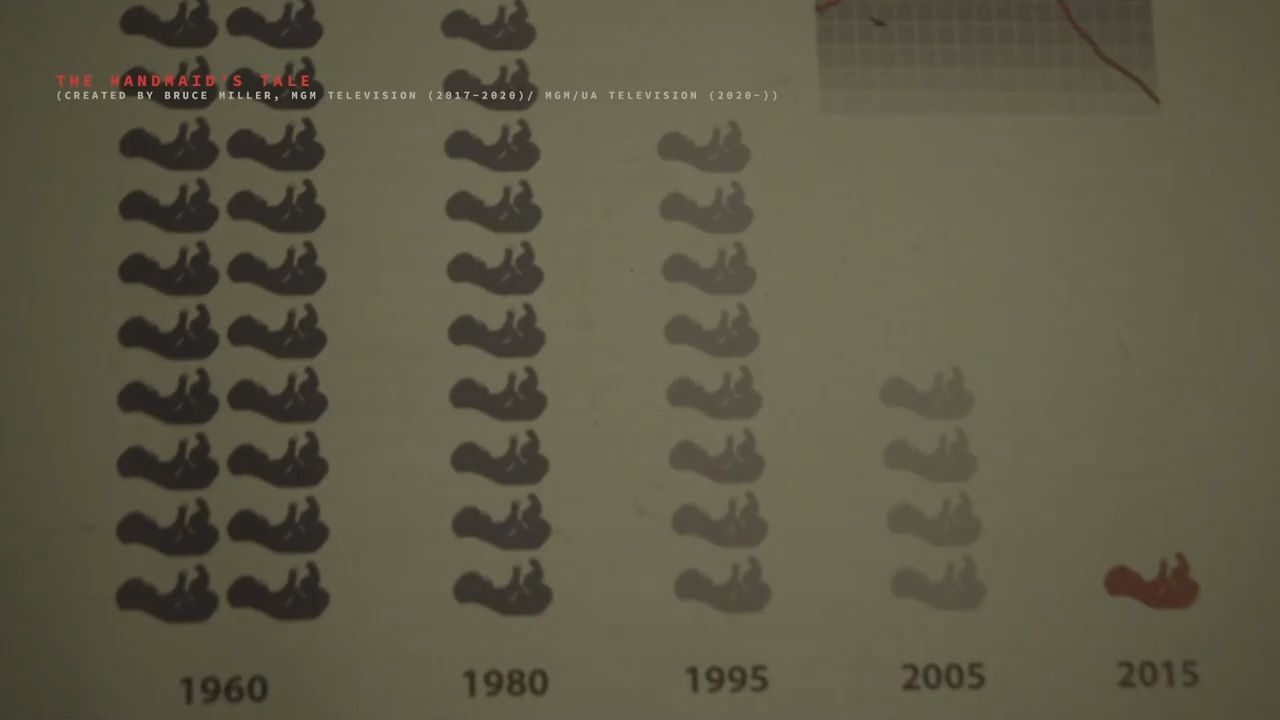 THE HANDMAID'S TALE
(CREATED BY BRUCE MILLER, MGM TELEVISION (2017-2020)/ MGM/UA TELEVISION (2020-))
1960 1980 1995 2005 2015